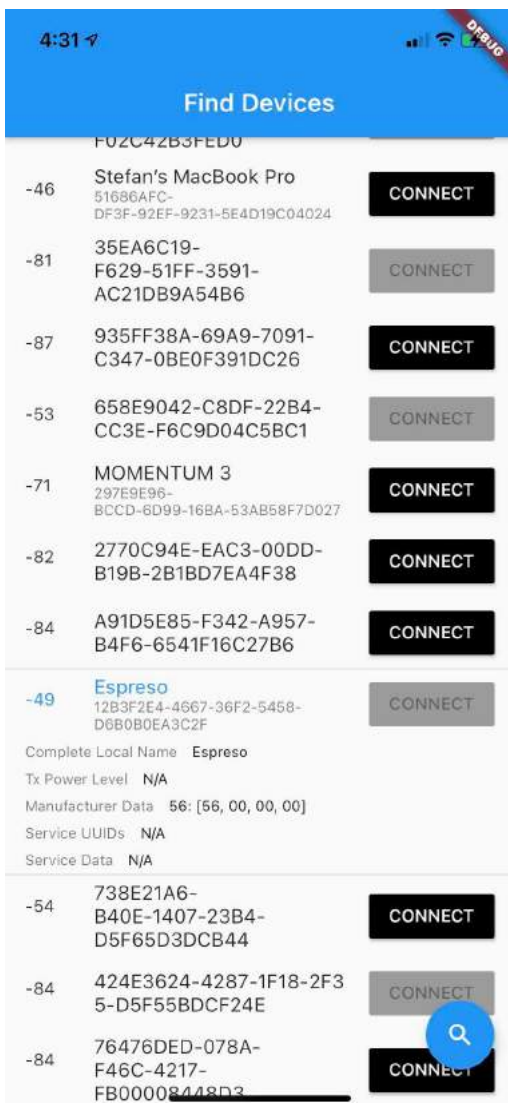 4:31
DEBUG
Find Devices
F02C42B3FED0
-46
Stefan's MacBook Pro
51686AFC-
DF3F-92EF-9231-5E4D19C04024
CONNECT
-81
35EA6C19-
F629-51FF-3591-
AC21DB9A54B6
CONNECT
-87
935FF38A-69A9-7091-
C347-0BE0F391DC26
CONNECT
-53
658E9042-C8DF-22B4-
CC3E-F6C9D04C5BC1
CONNECT
-71
MOMENTUM 3
297E9E96-
BCCD-6D99-16BA-53AB58F7D027
CONNECT
-82
2770C94E-EAC3-00DD-
B19B-2B1BD7EA4F38
CONNECT
-84
A91D5E85-F342-A957-
B4F6-6541F16C27B6
CONNECT
-49
Espreso
12B3F2E4-4667-36F2-5458-
D6B0B0EA3C2F
CONNECT
Complete Local Name Espreso
Tx Power Level N/A
Manufacturer Data 56: [56, 00, 00, 00]
Service UUIDs N/A
Service Data N/A
-54
738E21A6-
B40E-1407-23B4-
D5F65D3DCB44
CONNECT
-84
424E3624-4287-1F18-2F3
5-D5F55BDCF24E
CONNECT
-84
76476DED-078A-
F46C-4217-
FB00008448D3
CONNECT